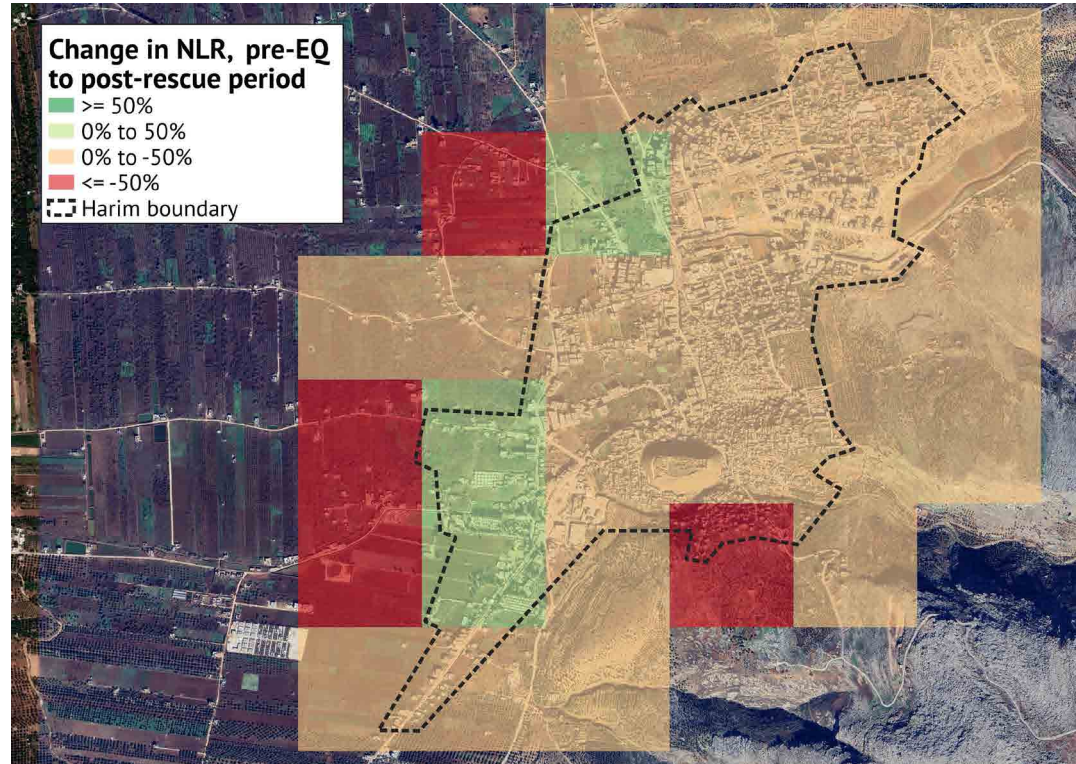 Change in NLR, pre-EQ
to post-rescue period
>= 50%
0% to 50%
0% to -50%
<= -50%
Harim boundary